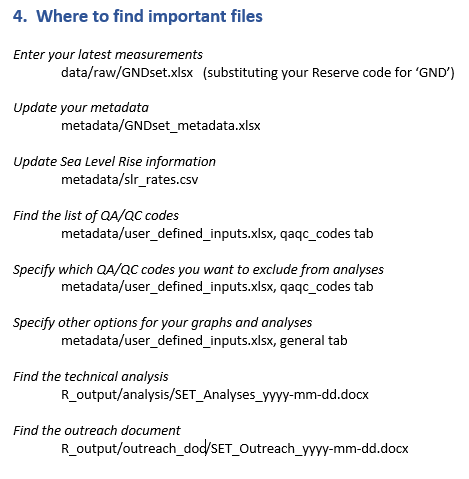 4. Where to find important files
Enter your latest measurements
data/raw/GNDset.xlsx (substituting your Reserve code for ‘GND’)
Update your metadata
metadata/GNDset_metadata.xlsx
Update Sea Level Rise information
metadata/slr_rates.csv
Find the list of QA/QC codes
metadata/user_defined_inputs.xlsx, qaqc_codes tab
Specify which QA/QC codes you want to exclude from analyses
metadata/user_defined_inputs.xlsx, qaqc_codes tab
Specify other options for your graphs and analyses
metadata/user_defined_inputs.xlsx, general tab
Find the technical analysis
R_output/analysis/SET_Analyses_yyyy-mm-dd.docx
Find the outreach document
R_output/outreach_doc/SET_Outreach_yyyy-mm-dd.docx